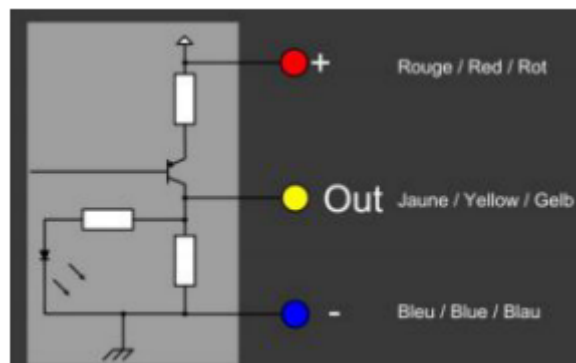 + Rouge / Red / Rot
Out Jaune / Yellow / Gelb
- Bleu / Blue / Blau